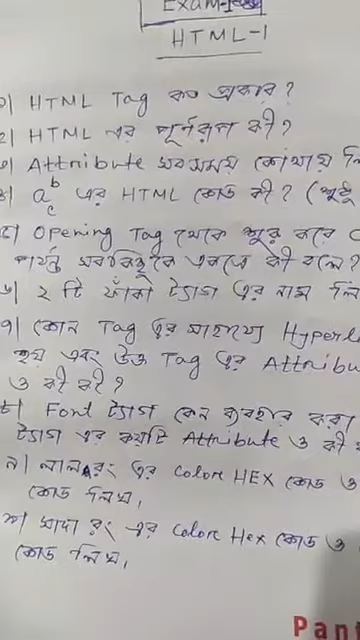 Exam-1
HTML-1
১| HTML Tag কত প্রকার?
২| HTML এর পূর্ণরূপ কী?
৩| Attribute সবসময় কোথায় লি
৪| a b c এর HTML কোড কী? (শুধু
৫| Opening Tag থেকে শুরু করে C
পর্যন্ত সবকিছুকে একত্রে কী বলে?
৬| ২ টি ফাঁকা ট্যাগ এর নাম লি
৭| কোন Tag এর সাহায্যে Hyperl
হয় এবং উক্ত Tag এর Attribu
ও কী কী?
৮| Font ট্যাগ কেন ব্যবহার করা
ট্যাগ এর কয়টি Attribute ও কী
৯| লাল রং এর Color HEX কোড ও
কোড লিখ।
সাদা রং এর Color Hex কোড ও
কোড লিখ।
Pant